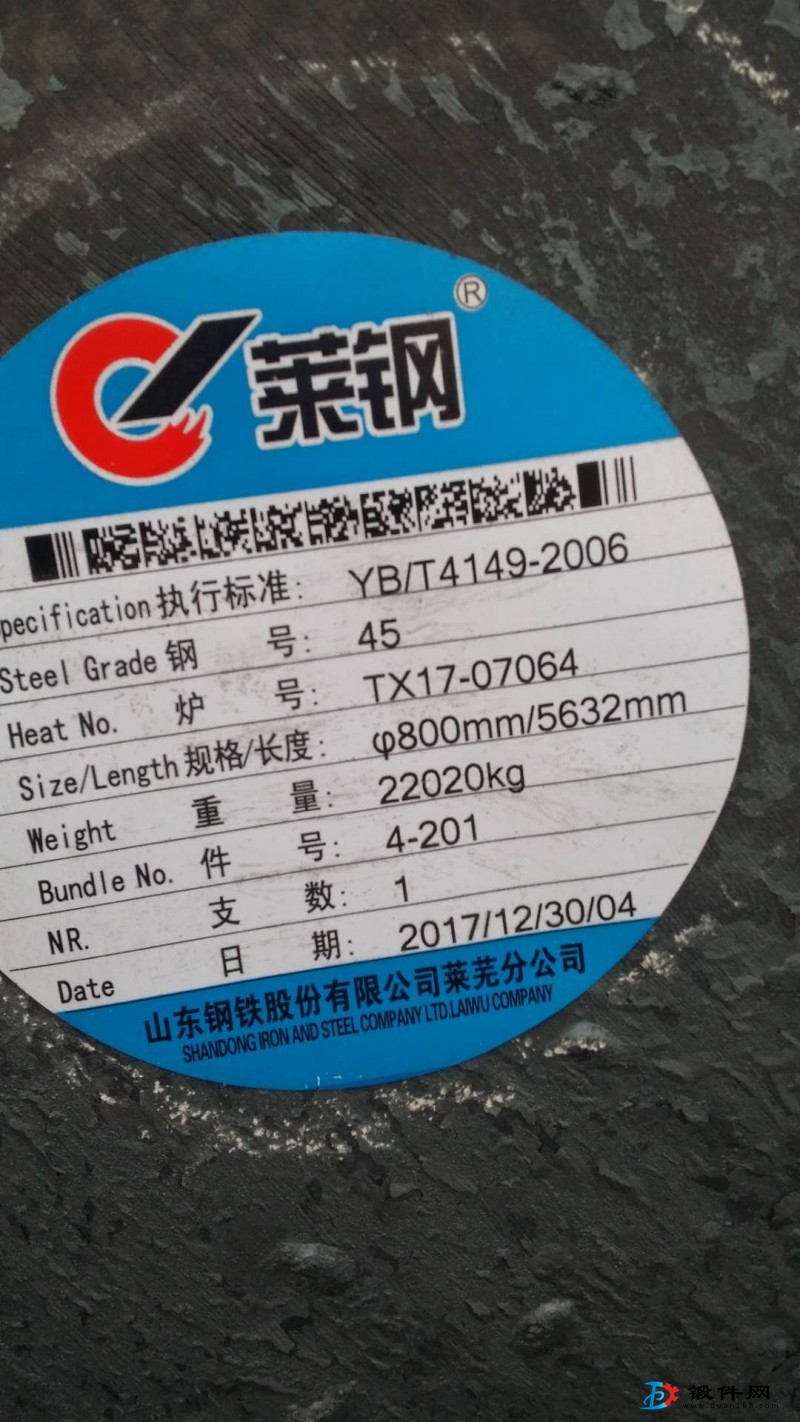 莱钢®
pecification 执行标准: YB/T4149-2006
Steel Grade 钢 号: 45
Heat No. 炉 号: TX17-07064
Size/Length 规格/长度: φ800mm/5632mm
Weight 重 量: 22020kg
Bundle No. 件 号: 4-201
NR. 支 数: 1
Date 日 期: 2017/12/30/04
山东钢铁股份有限公司莱芜分公司
SHANDONG IRON AND STEEL COMPANY LTD.LAIWU COMPANY
锻件网
www.duan168.com